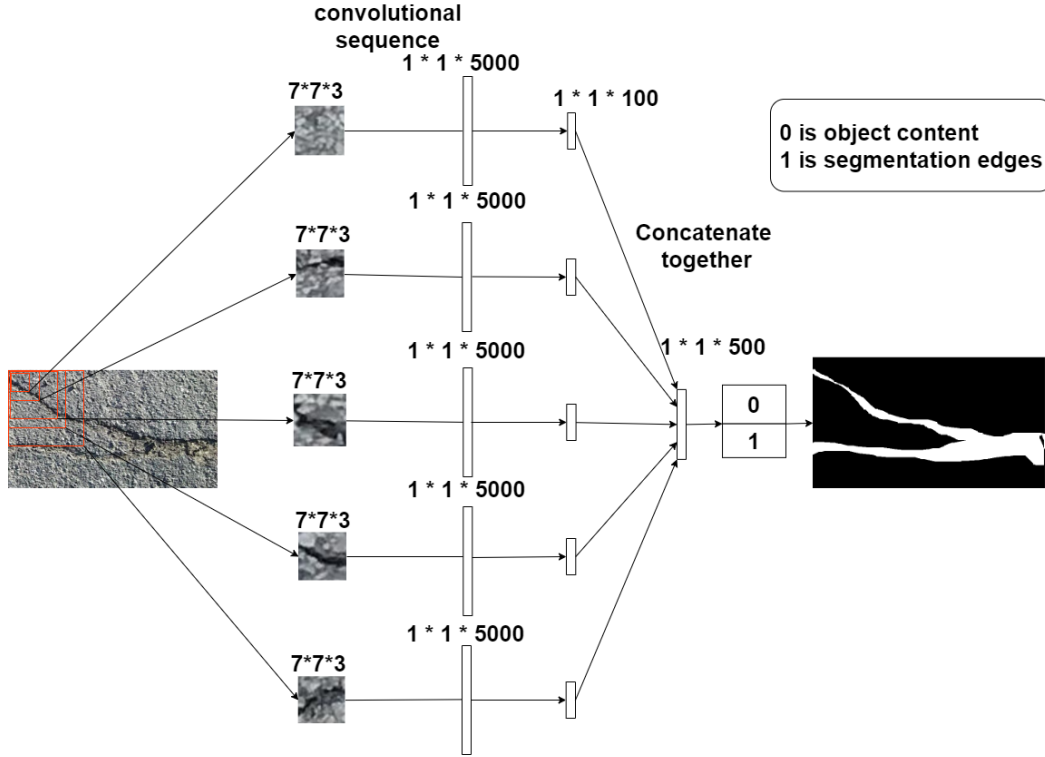 convolutional
sequence
1 * 1 * 5000
7*7*3
1 * 1 * 100
0 is object content
1 is segmentation edges
1 * 1 * 5000
7*7*3
Concatenate
together
1 * 1 * 5000
1 * 1 * 500
7*7*3
0
1
1 * 1 * 5000
7*7*3
1 * 1 * 5000
7*7*3